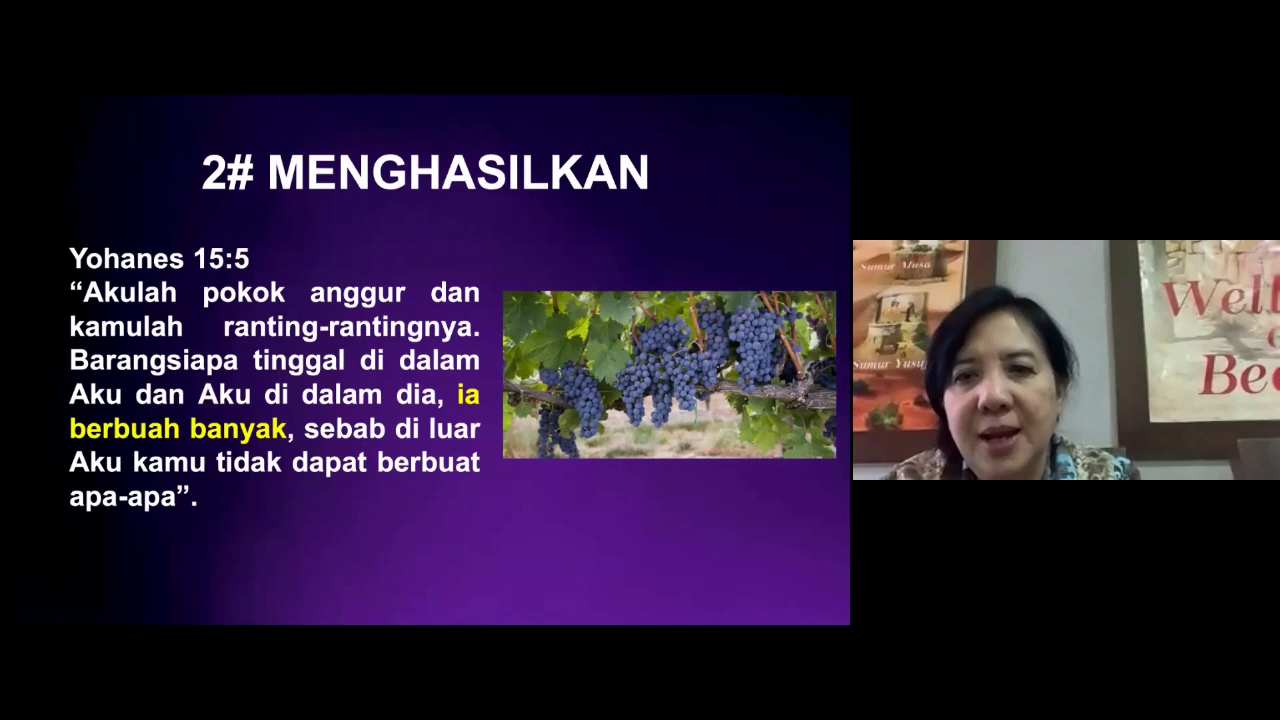 2# MENGHASILKAN
Yohanes 15:5
“Akulah pokok anggur dan
kamulah ranting-rantingnya.
Barangsiapa tinggal di dalam
Aku dan Aku di dalam dia, ia
berbuah banyak, sebab di luar
Aku kamu tidak dapat berbuat
apa-apa”.
Sumur Musa
Sumur Yusuf
Well
Be